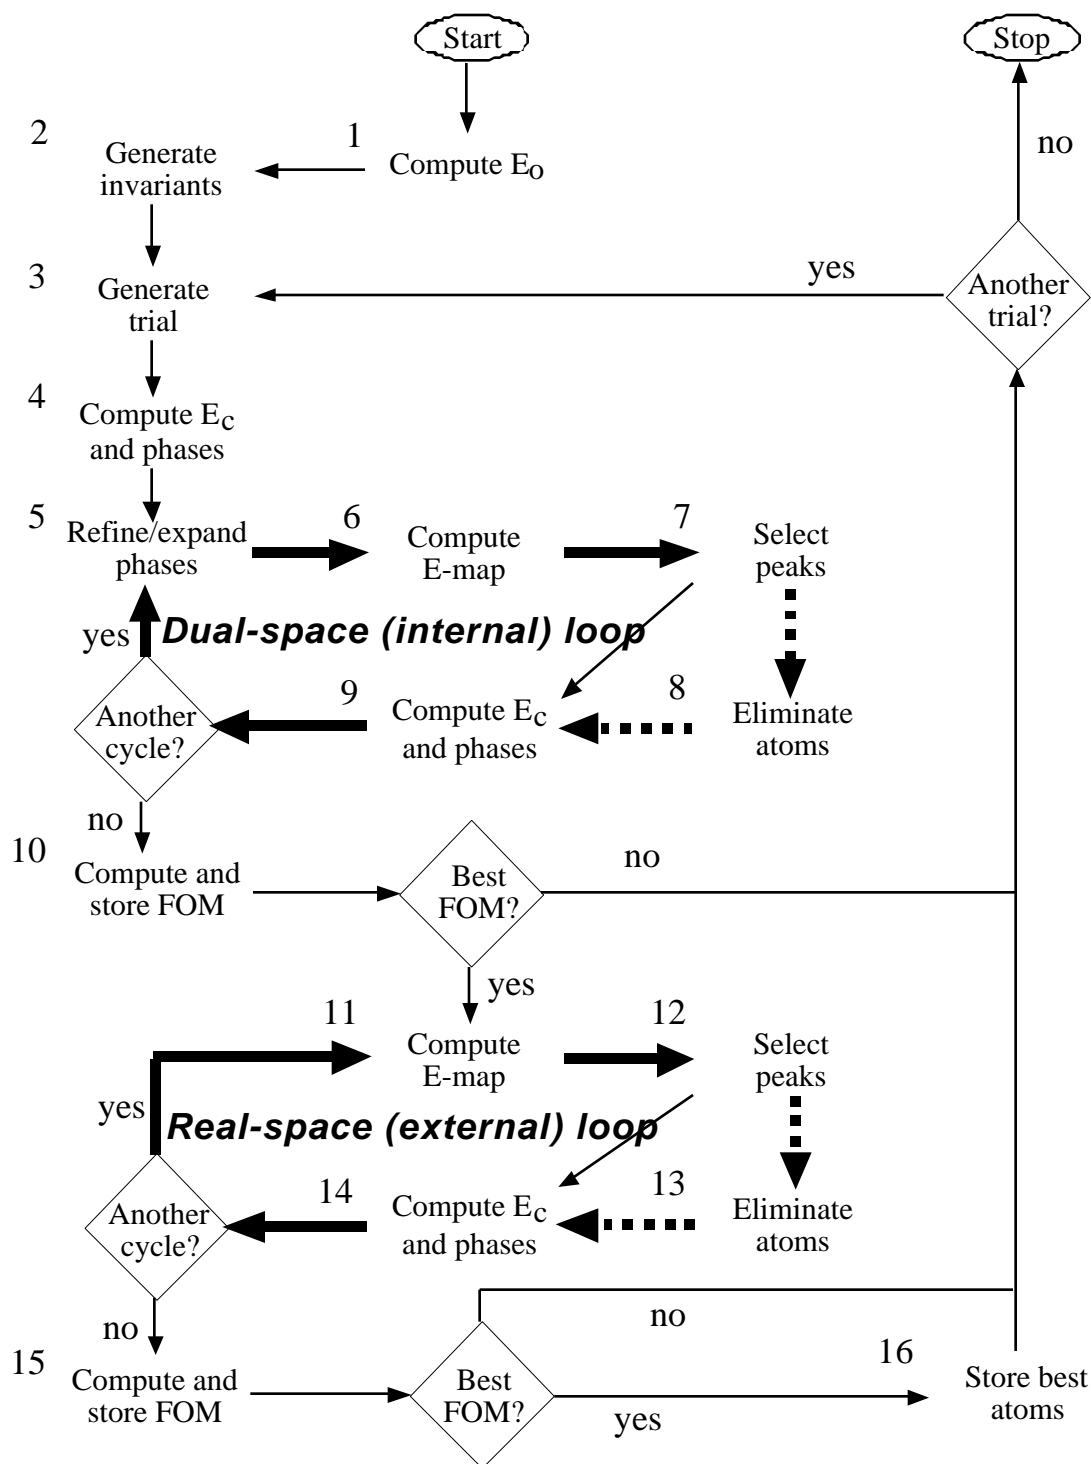 Start
Stop
2
1
Generate
invariants
Compute Eo
no
3
Generate
trial
yes
Another
trial?
4
Compute Ec
and phases
5
Refine/expand
phases
6
Compute
E-map
7
Select
peaks
yes
Dual-space (internal) loop
Another
cycle?
9
Compute Ec
and phases
8
Eliminate
atoms
no
10
Compute and
store FOM
Best
FOM?
no
yes
11
Compute
E-map
12
Select
peaks
yes
Real-space (external) loop
Another
cycle?
14
Compute Ec
and phases
13
Eliminate
atoms
no
no
15
Compute and
store FOM
Best
FOM?
yes
16
Store best
atoms